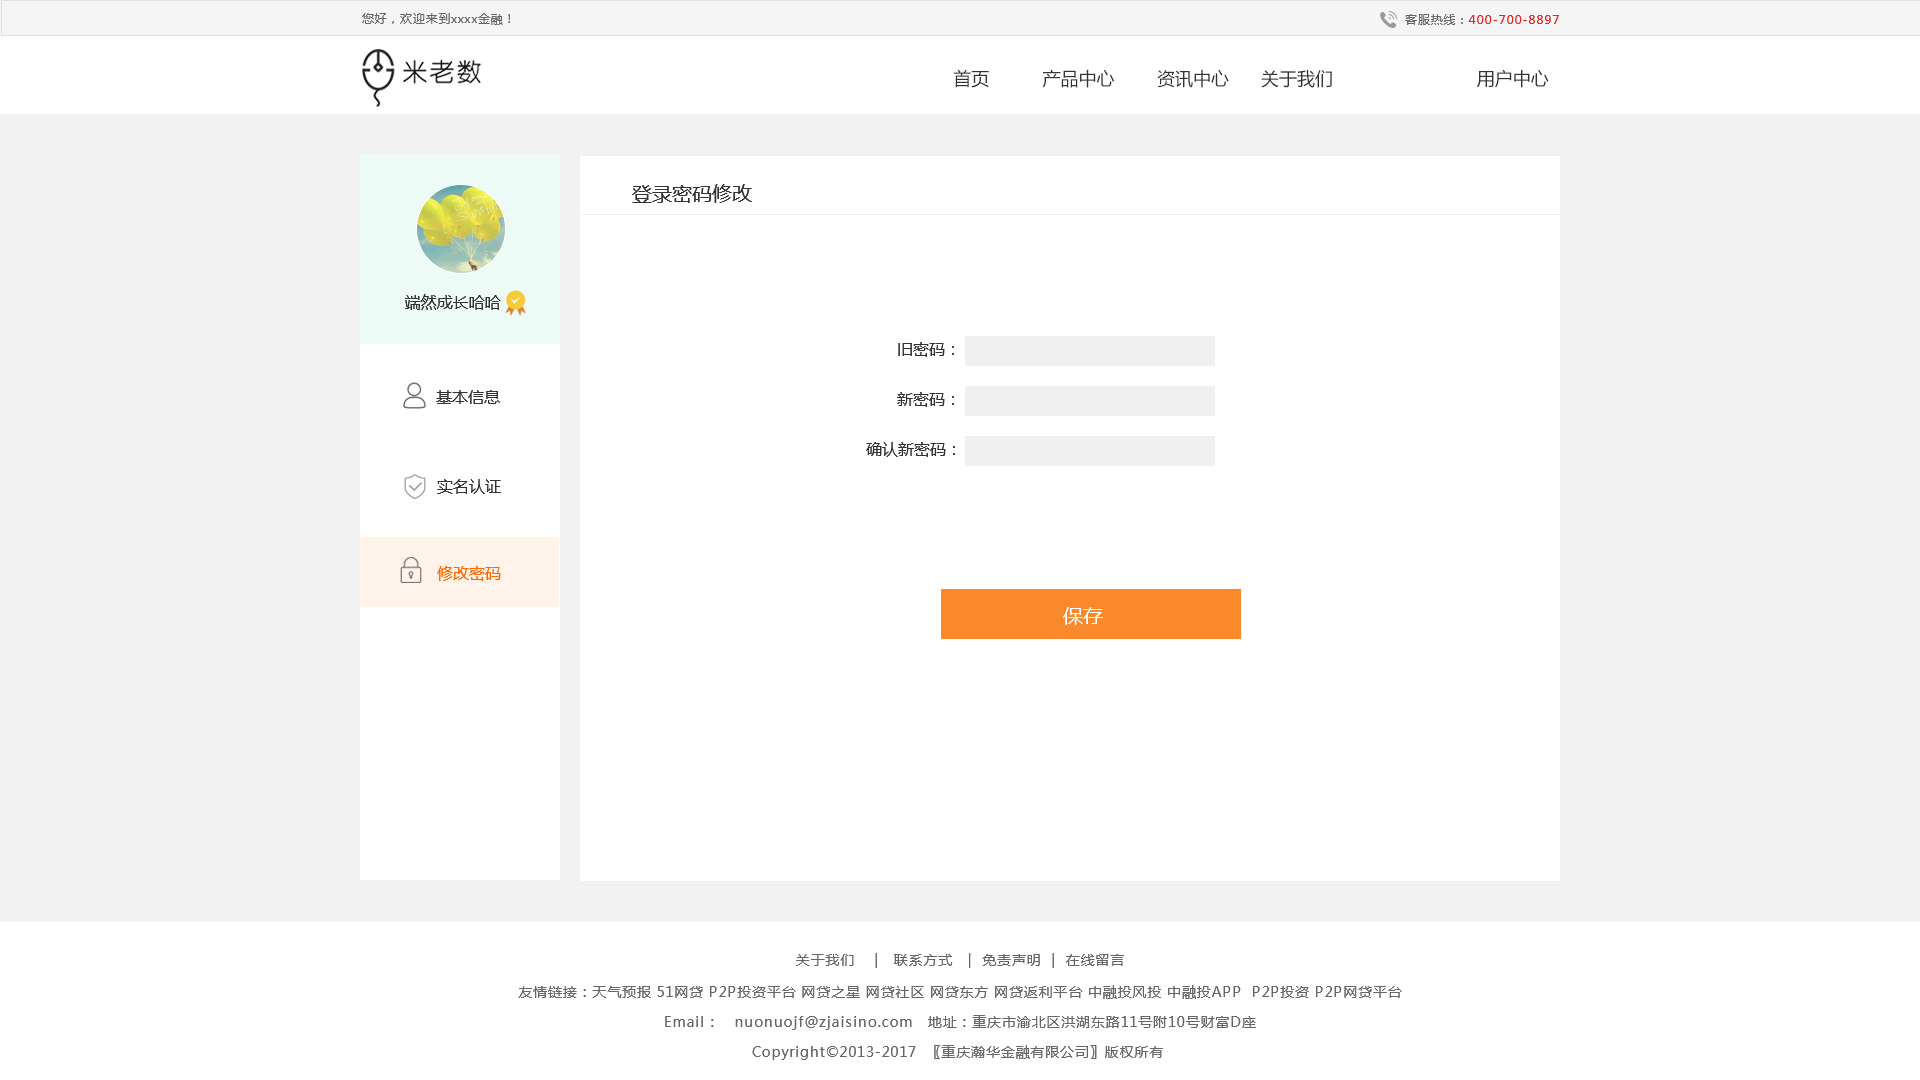 您好，欢迎来到xxxx金融！
客服热线：400-700-8897
米老数
首页 产品中心 资讯中心 关于我们 用户中心
登录密码修改
端然成长哈哈
旧密码：
新密码：
确认新密码：
基本信息
实名认证
修改密码
保存
关于我们 | 联系方式 | 免责声明 | 在线留言
友情链接：天气预报 51网贷 P2P投资平台 网贷之星 网贷社区 网贷东方 网贷返利平台 中融投风投 中融投APP P2P投资 P2P网贷平台
Email： nuonuojf@zjaisino.com 地址：重庆市渝北区洪湖东路11号附10号财富D座
Copyright©2013-2017 〖重庆瀚华金融有限公司〗版权所有